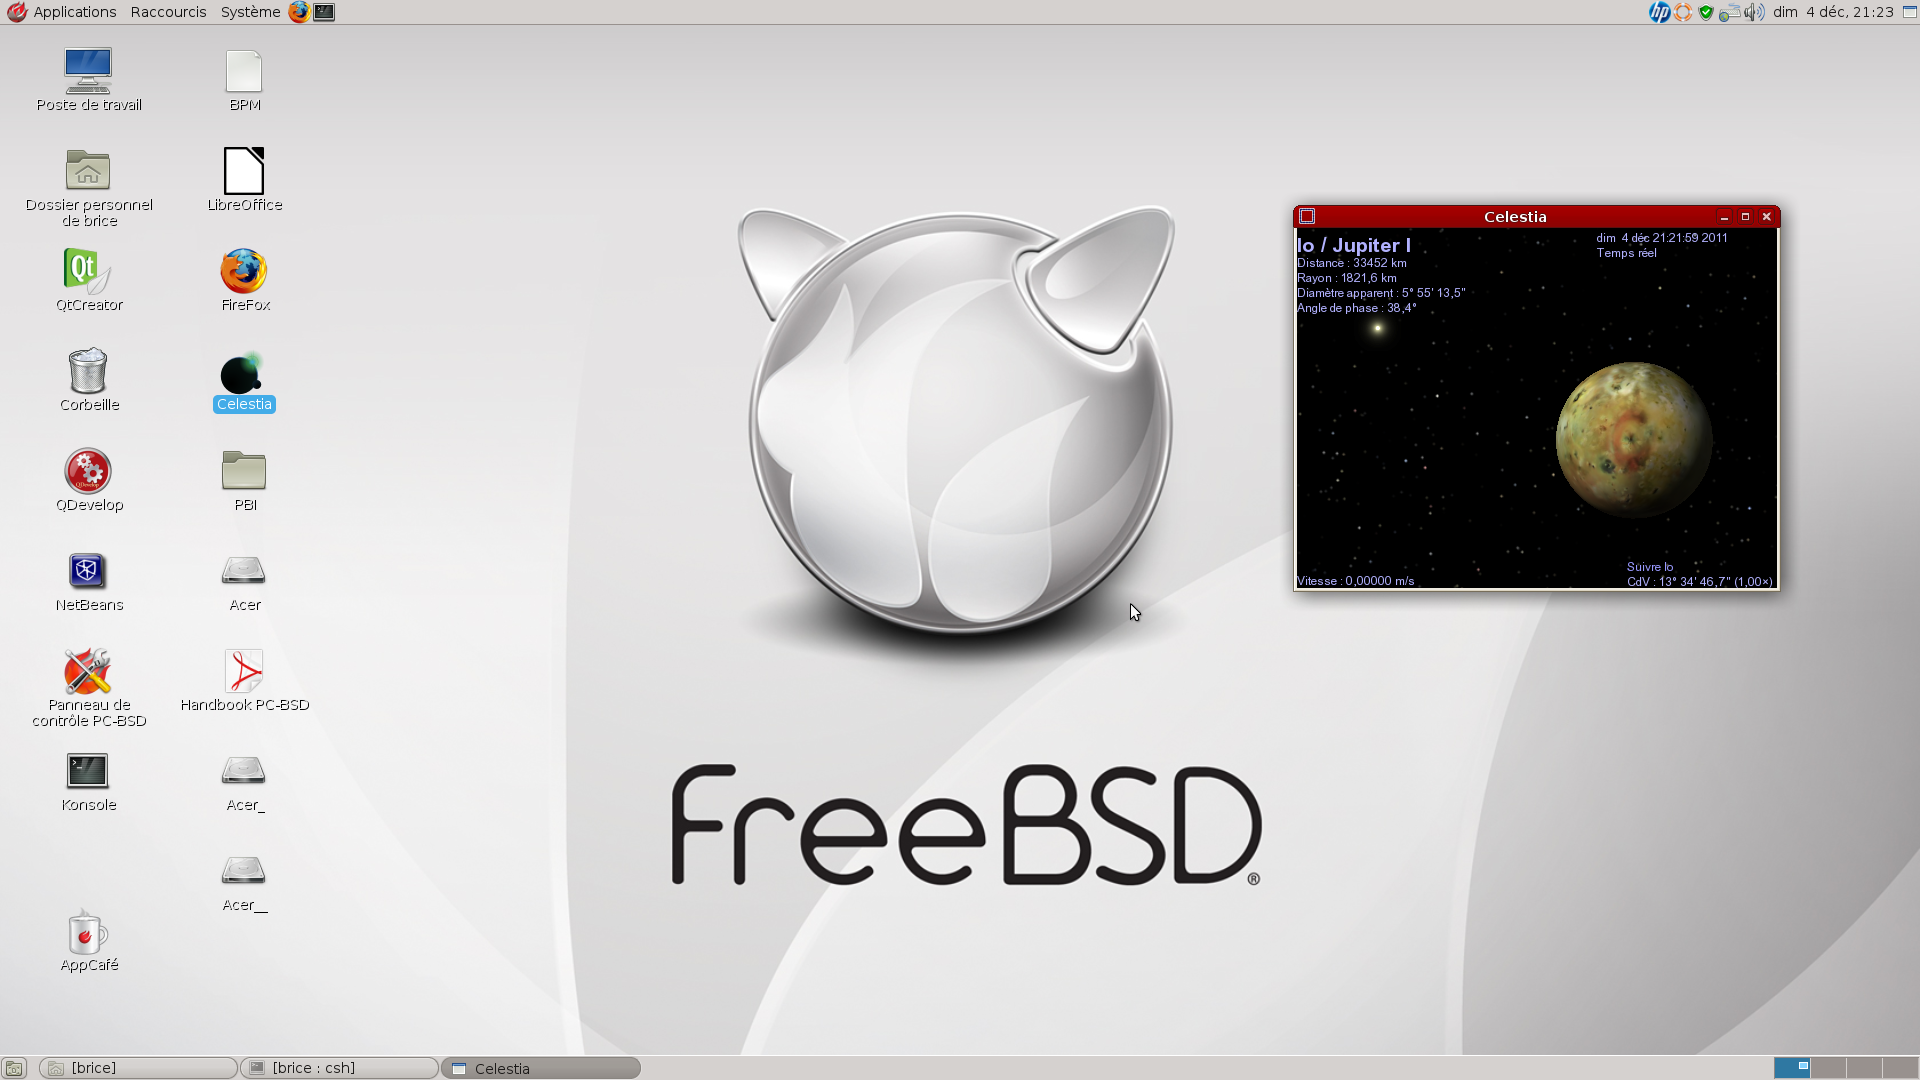 Applications Raccourcis Système
hp
dim 4 déc, 21:23
Poste de travail
BPM
Dossier personnel
de brice
LibreOffice
Qt
QtCreator
FireFox
Corbeille
Celestia
QDevelop
QDevelop
PBI
NetBeans
Acer
Panneau de
contrôle PC-BSD
Handbook PC-BSD
Konsole
Acer_
Acer__
AppCafé
Celestia
Io / Jupiter I
Distance : 33452 km
Rayon : 1821,6 km
Diamètre apparent : 5° 55' 13,5"
Angle de phase : 38,4°
dim 4 déc 21:21:59 2011
Temps réel
Vitesse : 0,00000 m/s
Suivre Io
CdV : 13° 34' 46,7" (1,00×)
FreeBSD®
[brice]
[brice : csh]
Celestia